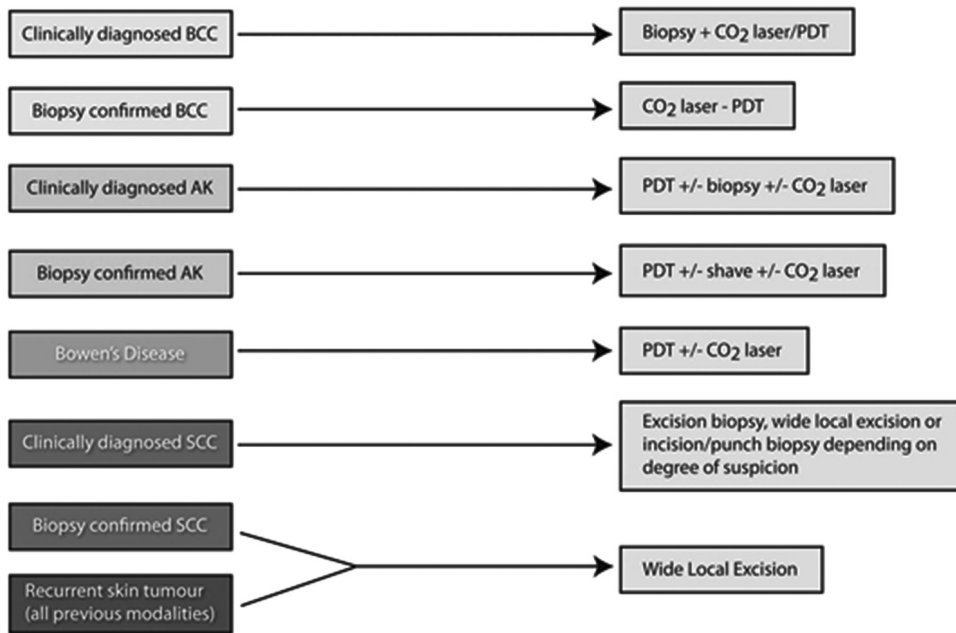 Clinically diagnosed BCC
Biopsy + CO2 laser/PDT
Biopsy confirmed BCC
CO2 laser - PDT
Clinically diagnosed AK
PDT +/- biopsy +/- CO2 laser
Biopsy confirmed AK
PDT +/- shave +/- CO2 laser
Bowen's Disease
PDT +/- CO2 laser
Clinically diagnosed SCC
Excision biopsy, wide local excision or
incision/punch biopsy depending on
degree of suspicion
Biopsy confirmed SCC
Recurrent skin tumour
(all previous modalities)
Wide Local Excision